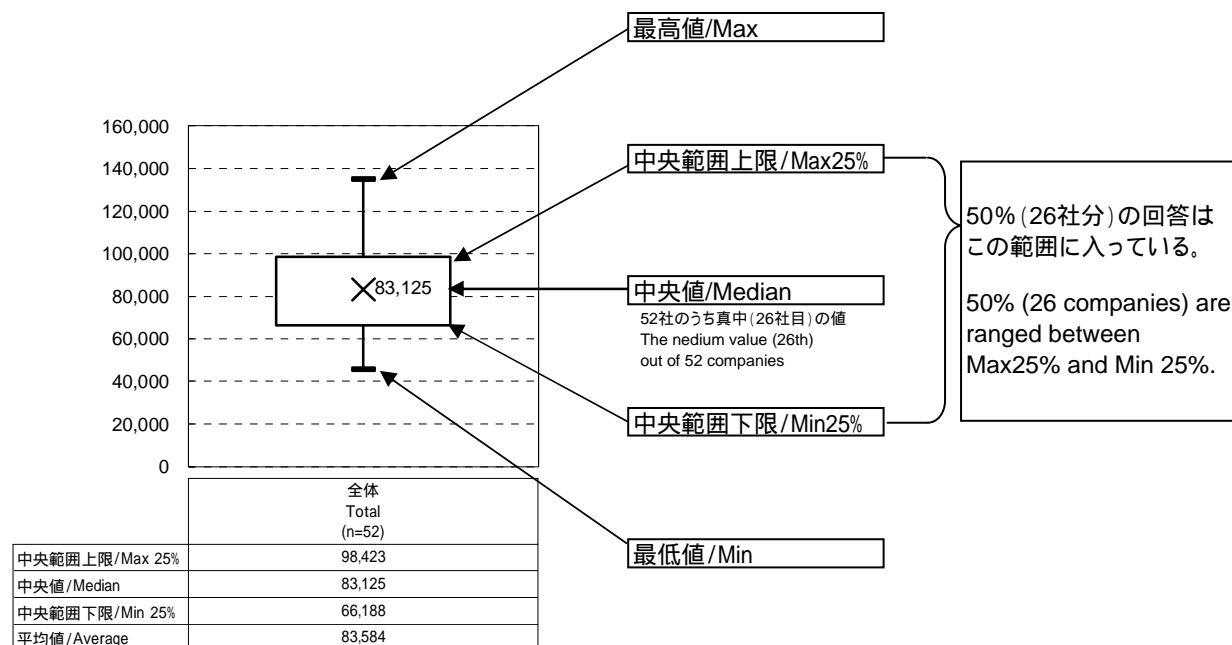 最高値/Max
160,000
140,000
120,000
100,000
80,000
60,000
40,000
20,000
0
83,125
中央範囲上限/Max25%
中央値/Median
52社のうち真中(26社目)の値
The nedium value (26th)
out of 52 companies
中央範囲下限/Min25%
最低値/Min
50%(26社分)の回答は
この範囲に入っている。
50% (26 companies) are
ranged between
Max25% and Min 25%.
全体
Total
(n=52)
中央範囲上限/Max 25% 98,423
中央値/Median 83,125
中央範囲下限/Min 25% 66,188
平均値/Average 83,584